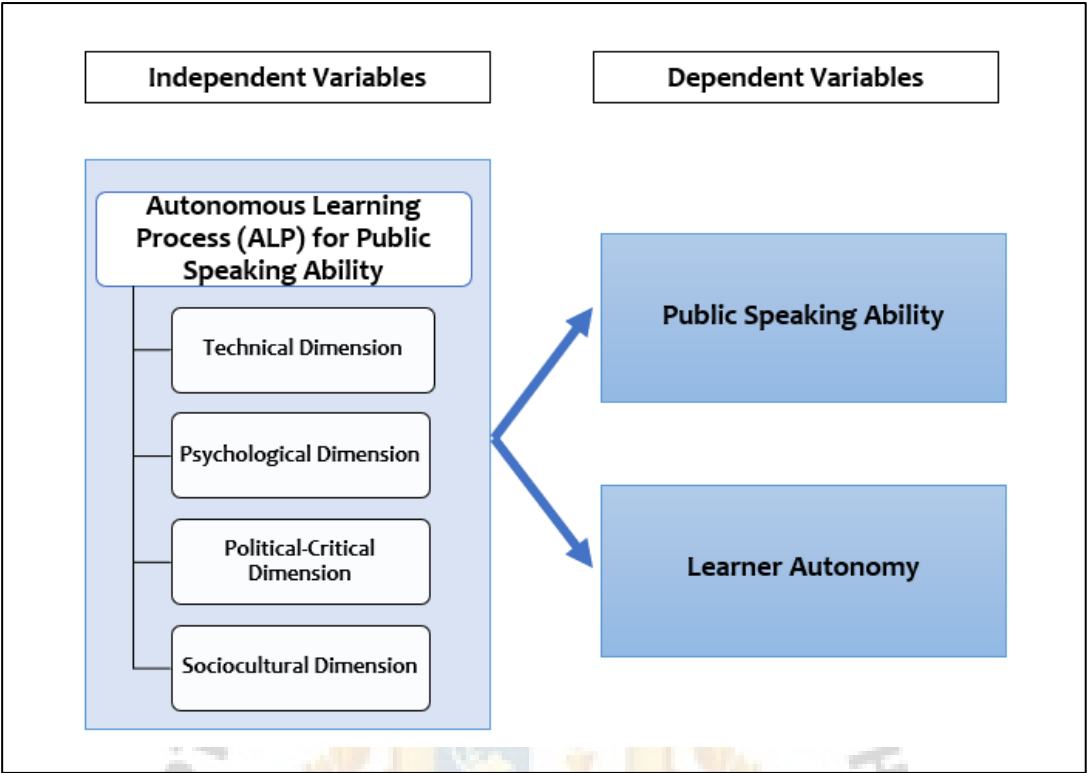 Independent Variables
Dependent Variables
Autonomous Learning
Process (ALP) for Public
Speaking Ability
Technical Dimension
Psychological Dimension
Political-Critical
Dimension
Sociocultural Dimension
Public Speaking Ability
Learner Autonomy